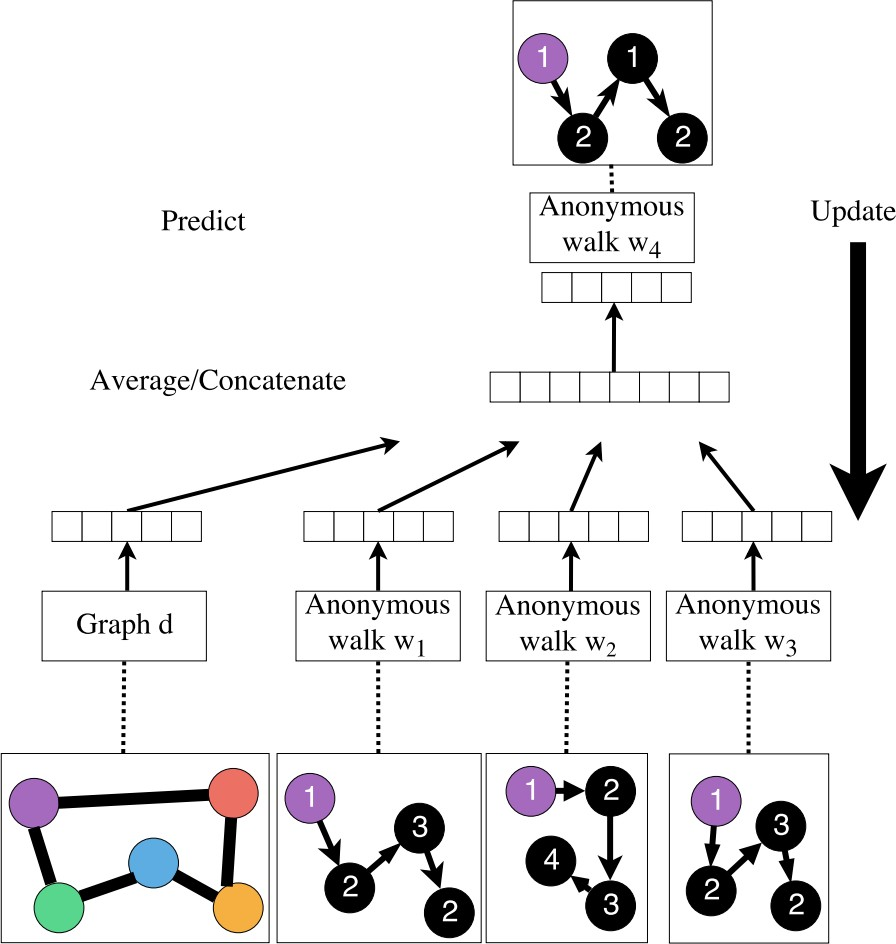 1
1
2
2
Predict
Anonymous
walk w4
Update
Average/Concatenate
Graph d
Anonymous
walk w1
Anonymous
walk w2
Anonymous
walk w3
1
3
2
2
1
2
4
3
1
3
2
2